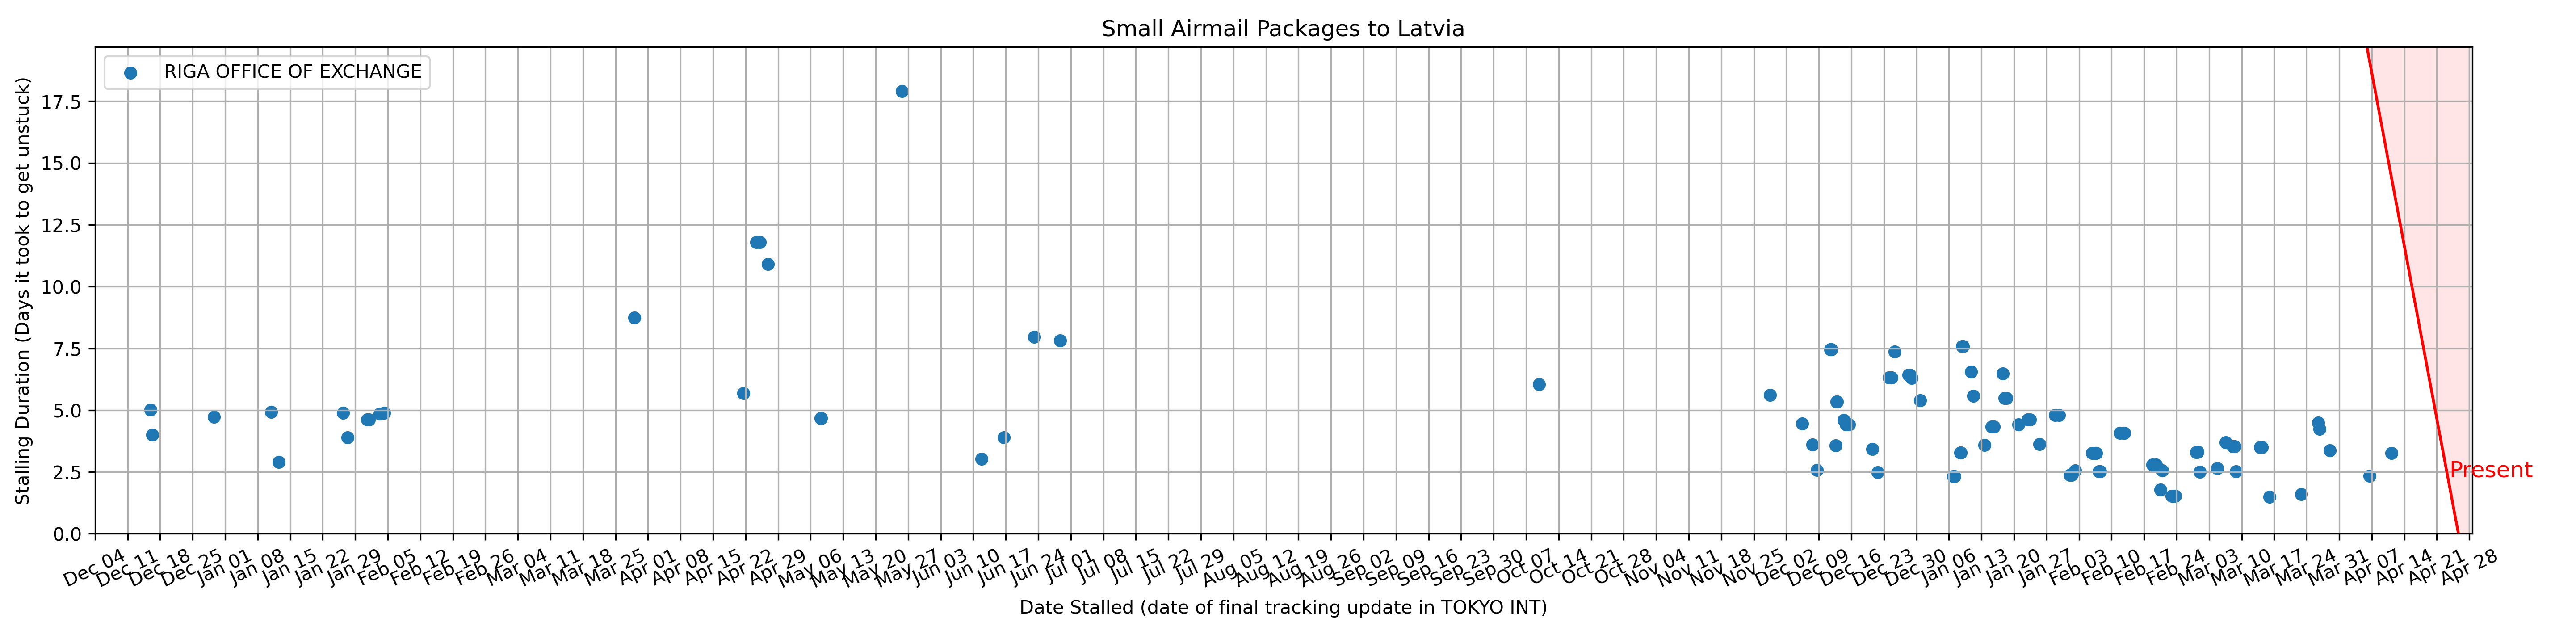 Small Airmail Packages to Latvia
RIGA OFFICE OF EXCHANGE
Stalling Duration (Days it took to get unstuck)
17.5
15.0
12.5
10.0
7.5
5.0
2.5
0.0
Present
Dec 04
Dec 11
Dec 18
Dec 25
Jan 01
Jan 08
Jan 15
Jan 22
Jan 29
Feb 05
Feb 12
Feb 19
Feb 26
Mar 04
Mar 11
Mar 18
Mar 25
Apr 01
Apr 08
Apr 15
Apr 22
Apr 29
May 06
May 13
May 20
May 27
Jun 03
Jun 10
Jun 17
Jun 24
Jul 01
Jul 08
Jul 15
Jul 22
Jul 29
Aug 05
Aug 12
Aug 19
Aug 26
Sep 02
Sep 09
Sep 16
Sep 23
Sep 30
Oct 07
Oct 14
Oct 21
Oct 28
Nov 04
Nov 11
Nov 18
Nov 25
Dec 02
Dec 09
Dec 16
Dec 23
Dec 30
Jan 06
Jan 13
Jan 20
Jan 27
Feb 03
Feb 10
Feb 17
Feb 24
Mar 03
Mar 10
Mar 17
Mar 24
Mar 31
Apr 07
Apr 14
Apr 21
Apr 28
Date Stalled (date of final tracking update in TOKYO INT)